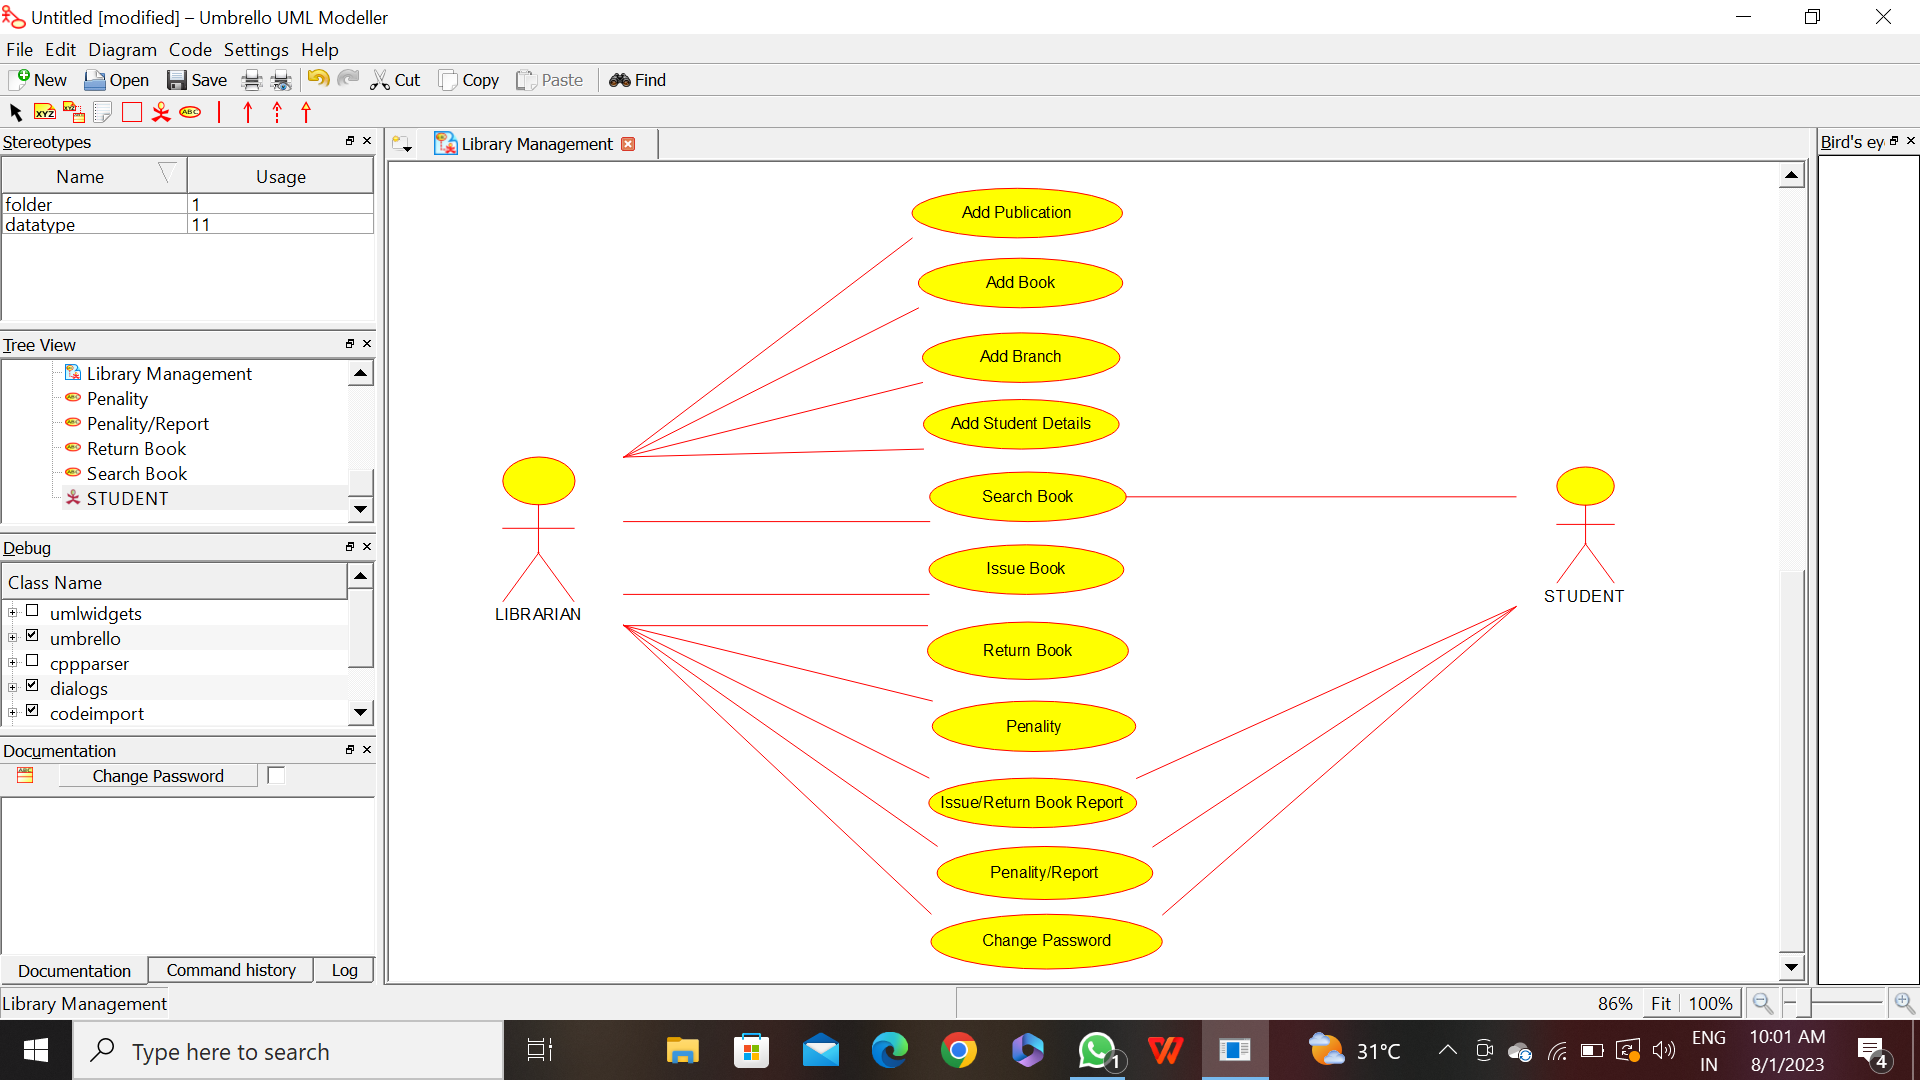 Untitled [modified] – Umbrello UML Modeller
File Edit Diagram Code Settings Help
New Open Save Cut Copy Paste Find
XYZ XYZ ABC
Stereotypes
Name Usage
folder 1
datatype 11
Tree View
Library Management
Penality
Penality/Report
Return Book
Search Book
STUDENT
Debug
Class Name
umlwidgets
umbrello
cppparser
dialogs
codeimport
Documentation
Change Password
Documentation Command history Log
Library Management
Library Management
Bird's ey
Add Publication
Add Book
Add Branch
Add Student Details
Search Book
Issue Book
Return Book
Penality
Issue/Return Book Report
Penality/Report
Change Password
LIBRARIAN
STUDENT
86% Fit 100%
Type here to search
1
31°C
ENG
IN
10:01 AM
8/1/2023
4